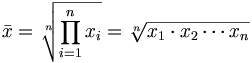 x̄ = ⁿ√(∏ᵢ₌₁ⁿ xᵢ) = ⁿ√(x₁ · x₂ ⋯ xₙ)